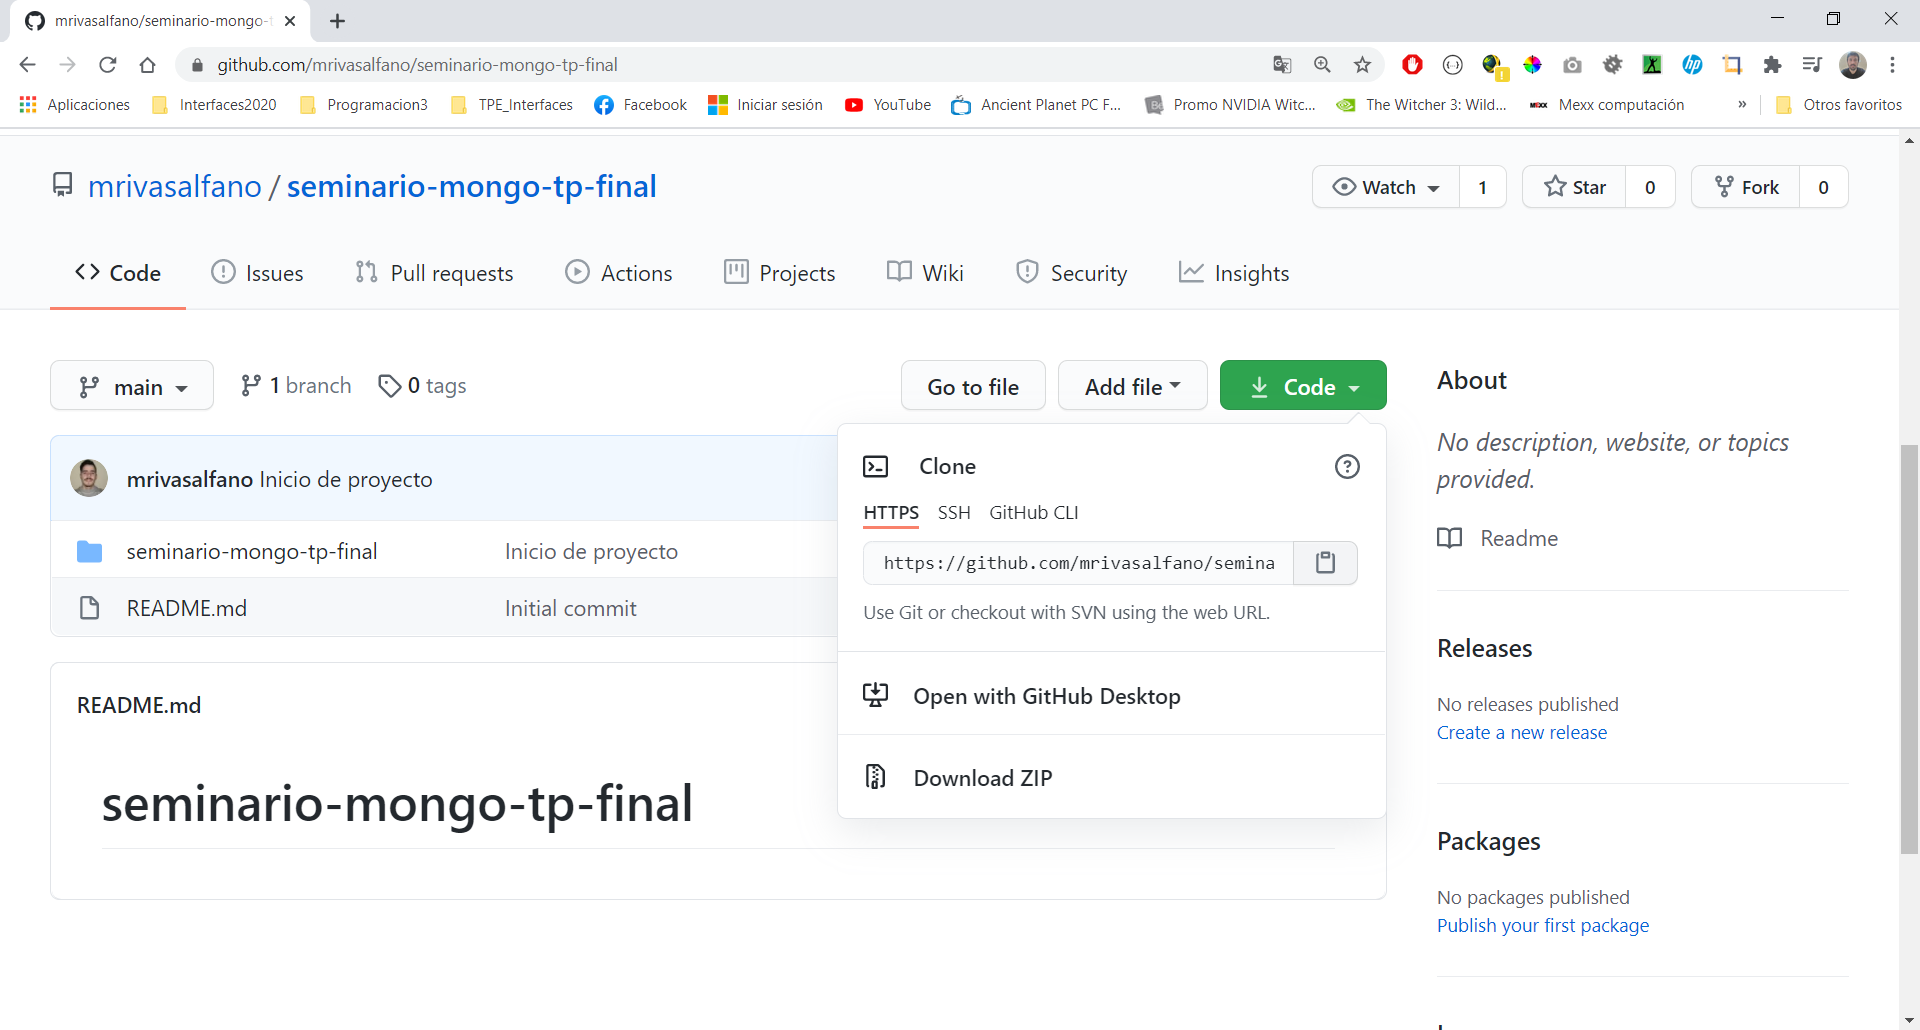 mrivasalfano/seminario-mongo-t
github.com/mrivasalfano/seminario-mongo-tp-final
Aplicaciones
Interfaces2020
Programacion3
TPE_Interfaces
Facebook
Iniciar sesión
YouTube
Ancient Planet PC F...
Promo NVIDIA Witc...
The Witcher 3: Wild...
Mexx computación
»
Otros favoritos
mrivasalfano / seminario-mongo-tp-final
Watch 1
Star 0
Fork 0
Code
Issues
Pull requests
Actions
Projects
Wiki
Security
Insights
main
1 branch
0 tags
Go to file
Add file
Code
mrivasalfano Inicio de proyecto
seminario-mongo-tp-final Inicio de proyecto
README.md Initial commit
README.md
seminario-mongo-tp-final
Clone
HTTPS SSH GitHub CLI
https://github.com/mrivasalfano/semina
Use Git or checkout with SVN using the web URL.
Open with GitHub Desktop
Download ZIP
About
No description, website, or topics
provided.
Readme
Releases
No releases published
Create a new release
Packages
No packages published
Publish your first package